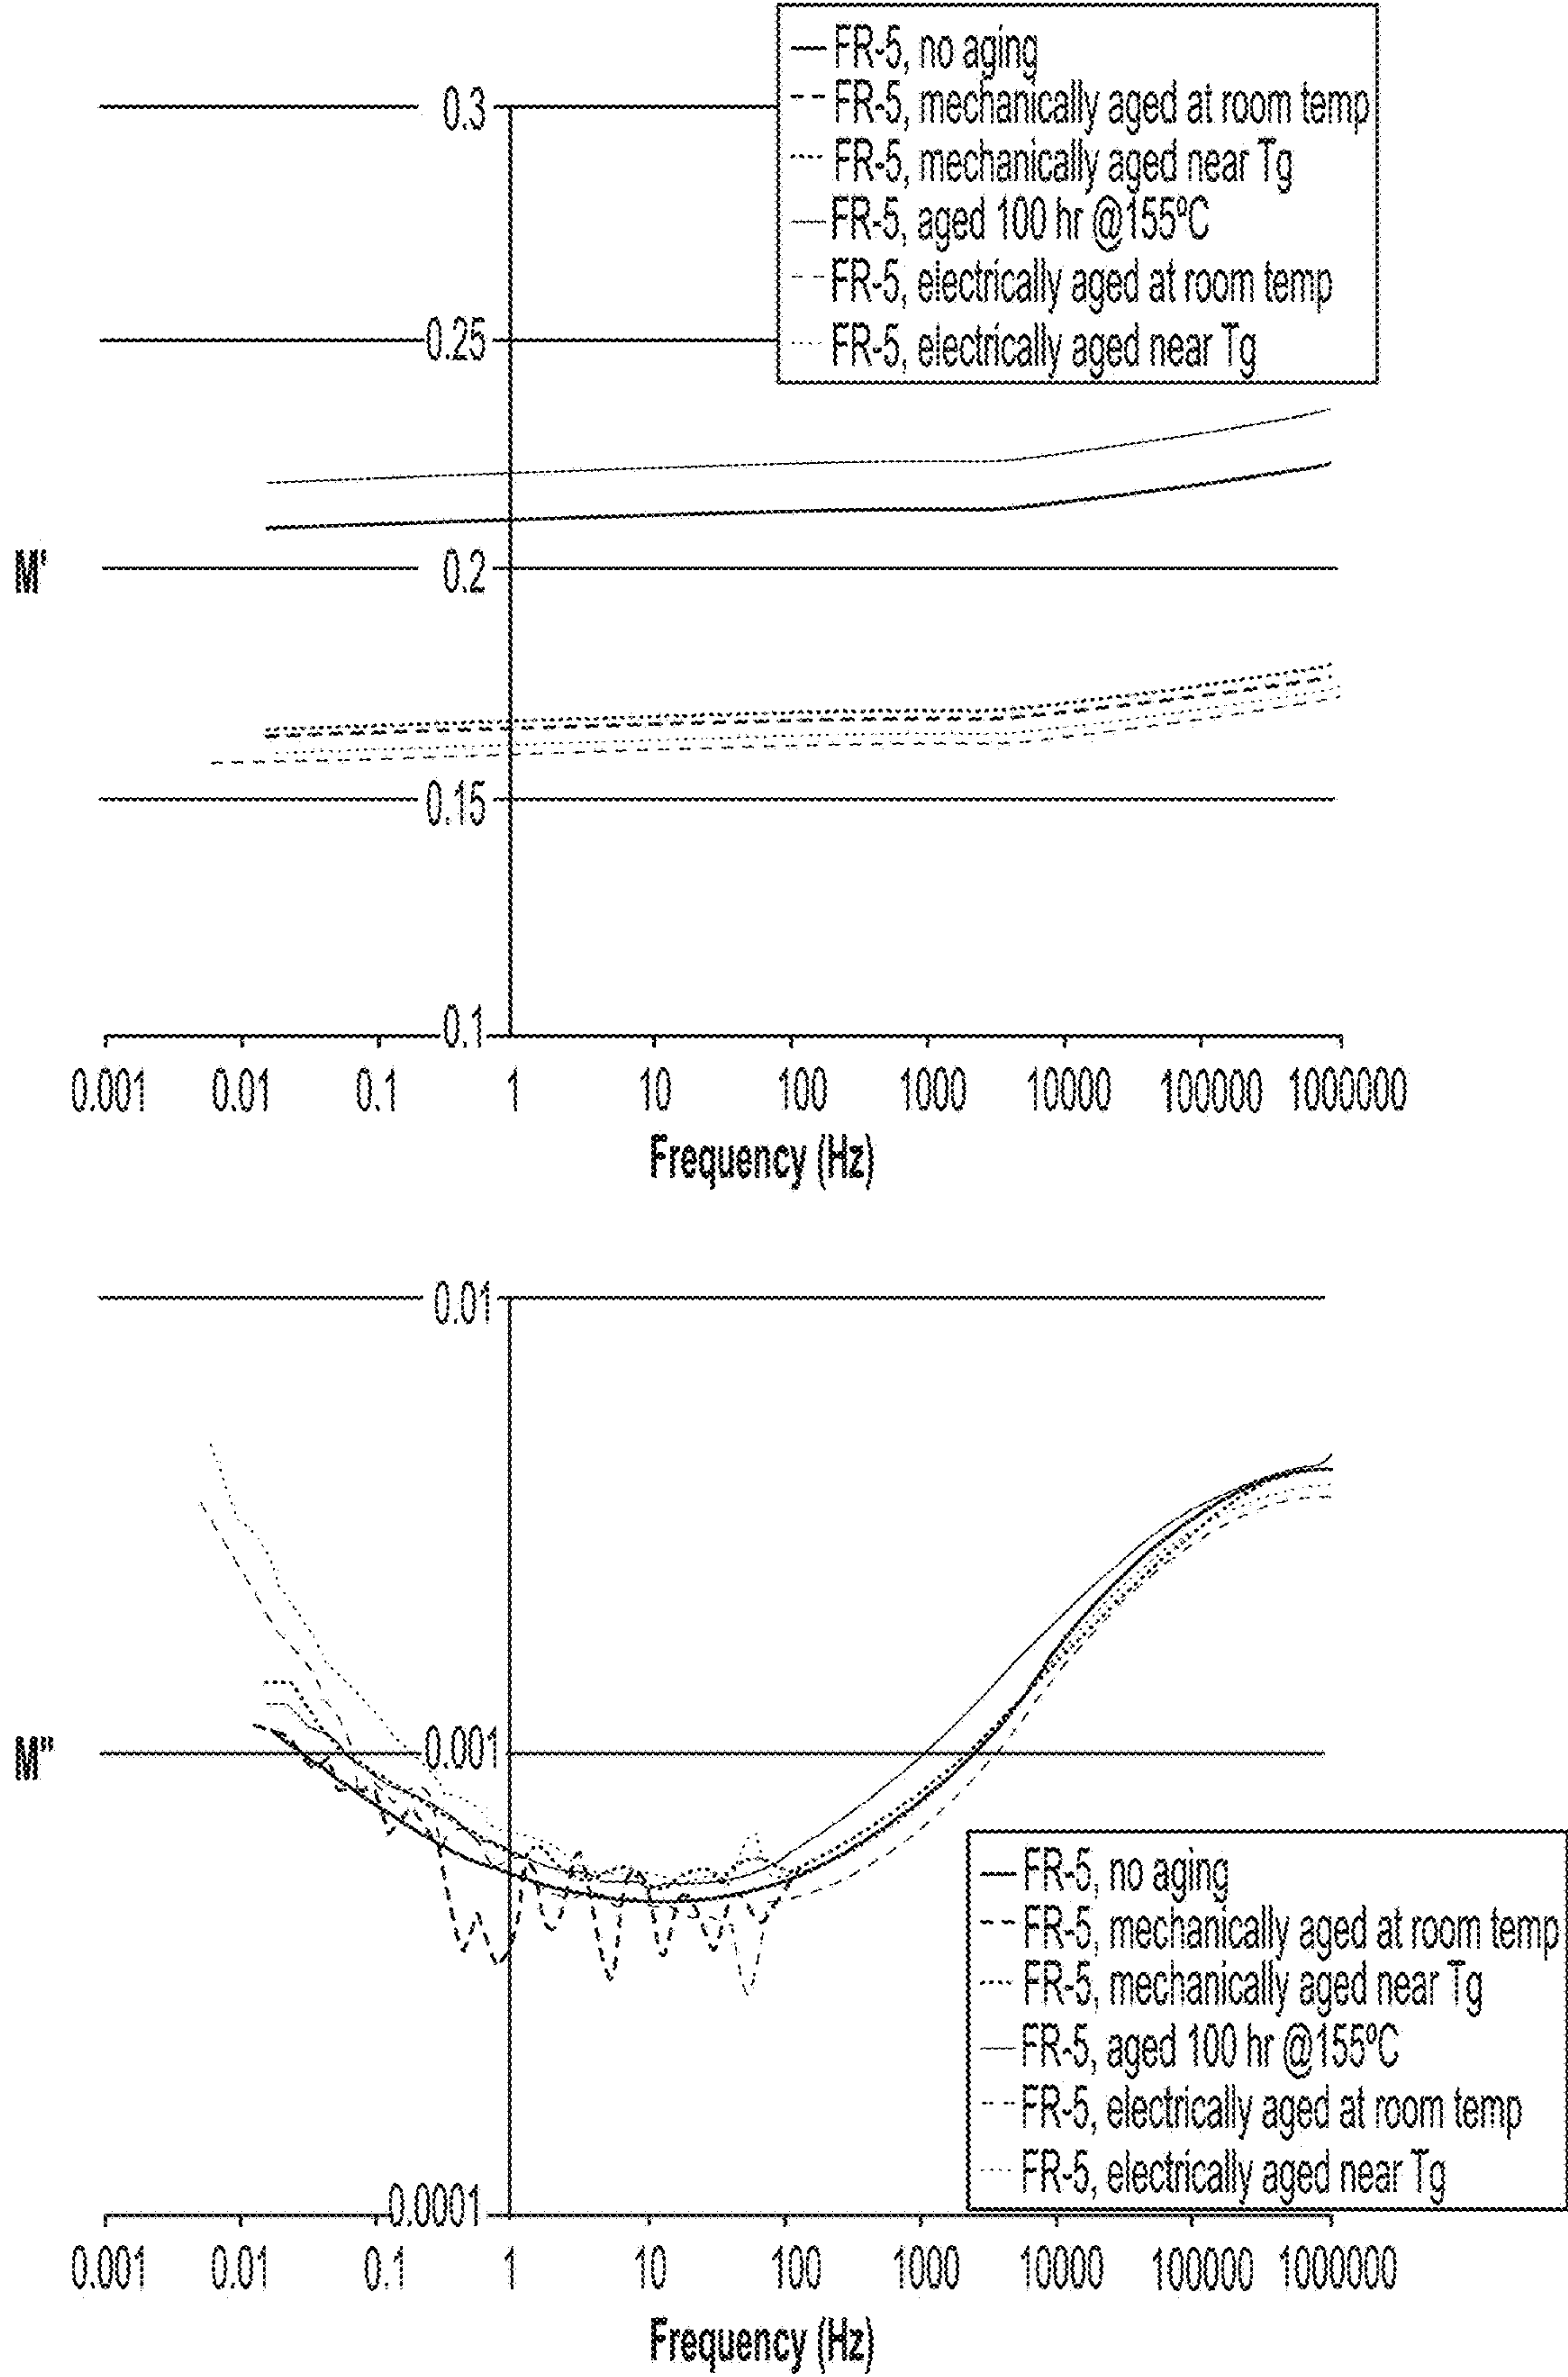 FR-5, no aging
FR-5, mechanically aged at room temp
FR-5, mechanically aged near Tg
FR-5, aged 100 hr @155ºC
FR-5, electrically aged at room temp
FR-5, electrically aged near Tg
0.3
0.25
M' 0.2
0.15
0.1
0.001 0.01 0.1 1 10 100 1000 10000 100000 1000000
Frequency (Hz)
0.01
M" 0.001
FR-5, no aging
FR-5, mechanically aged at room temp
FR-5, mechanically aged near Tg
FR-5, aged 100 hr @155ºC
FR-5, electrically aged at room temp
FR-5, electrically aged near Tg
0.0001
0.001 0.01 0.1 1 10 100 1000 10000 100000 1000000
Frequency (Hz)